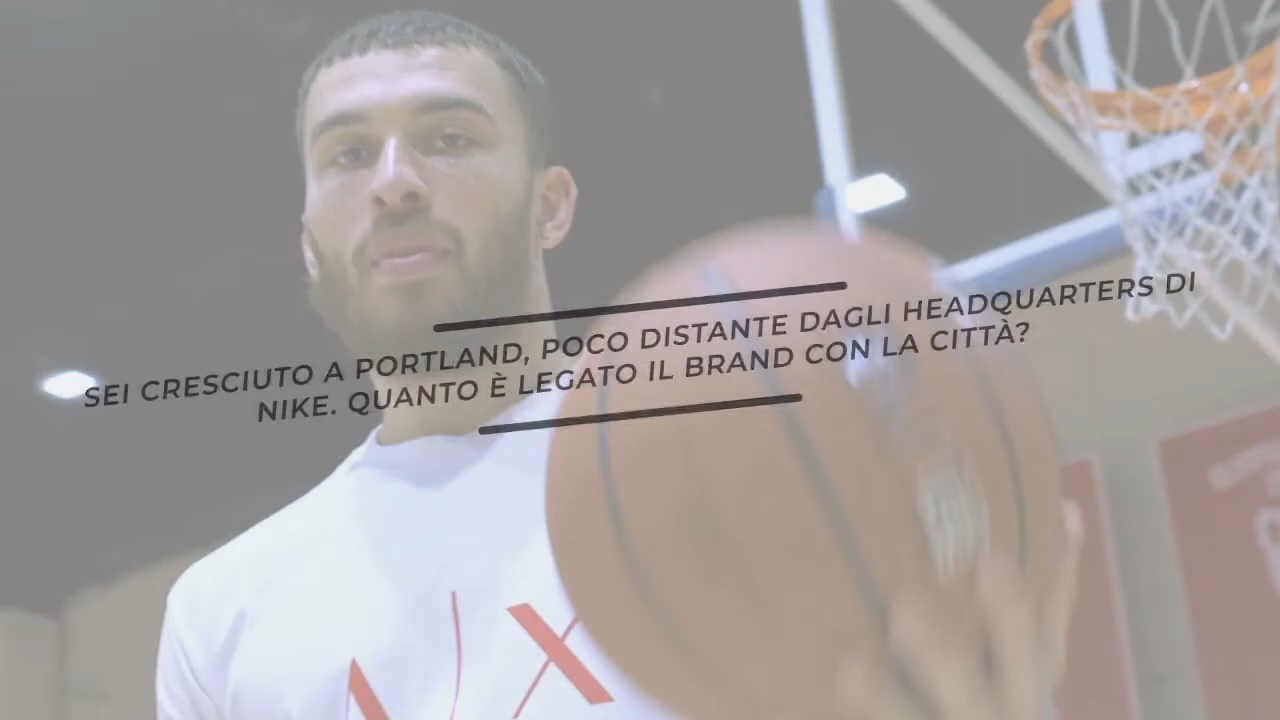 SEI CRESCIUTO A PORTLAND, POCO DISTANTE DAGLI HEADQUARTERS DI
NIKE. QUANTO È LEGATO IL BRAND CON LA CITTÀ?
A|X